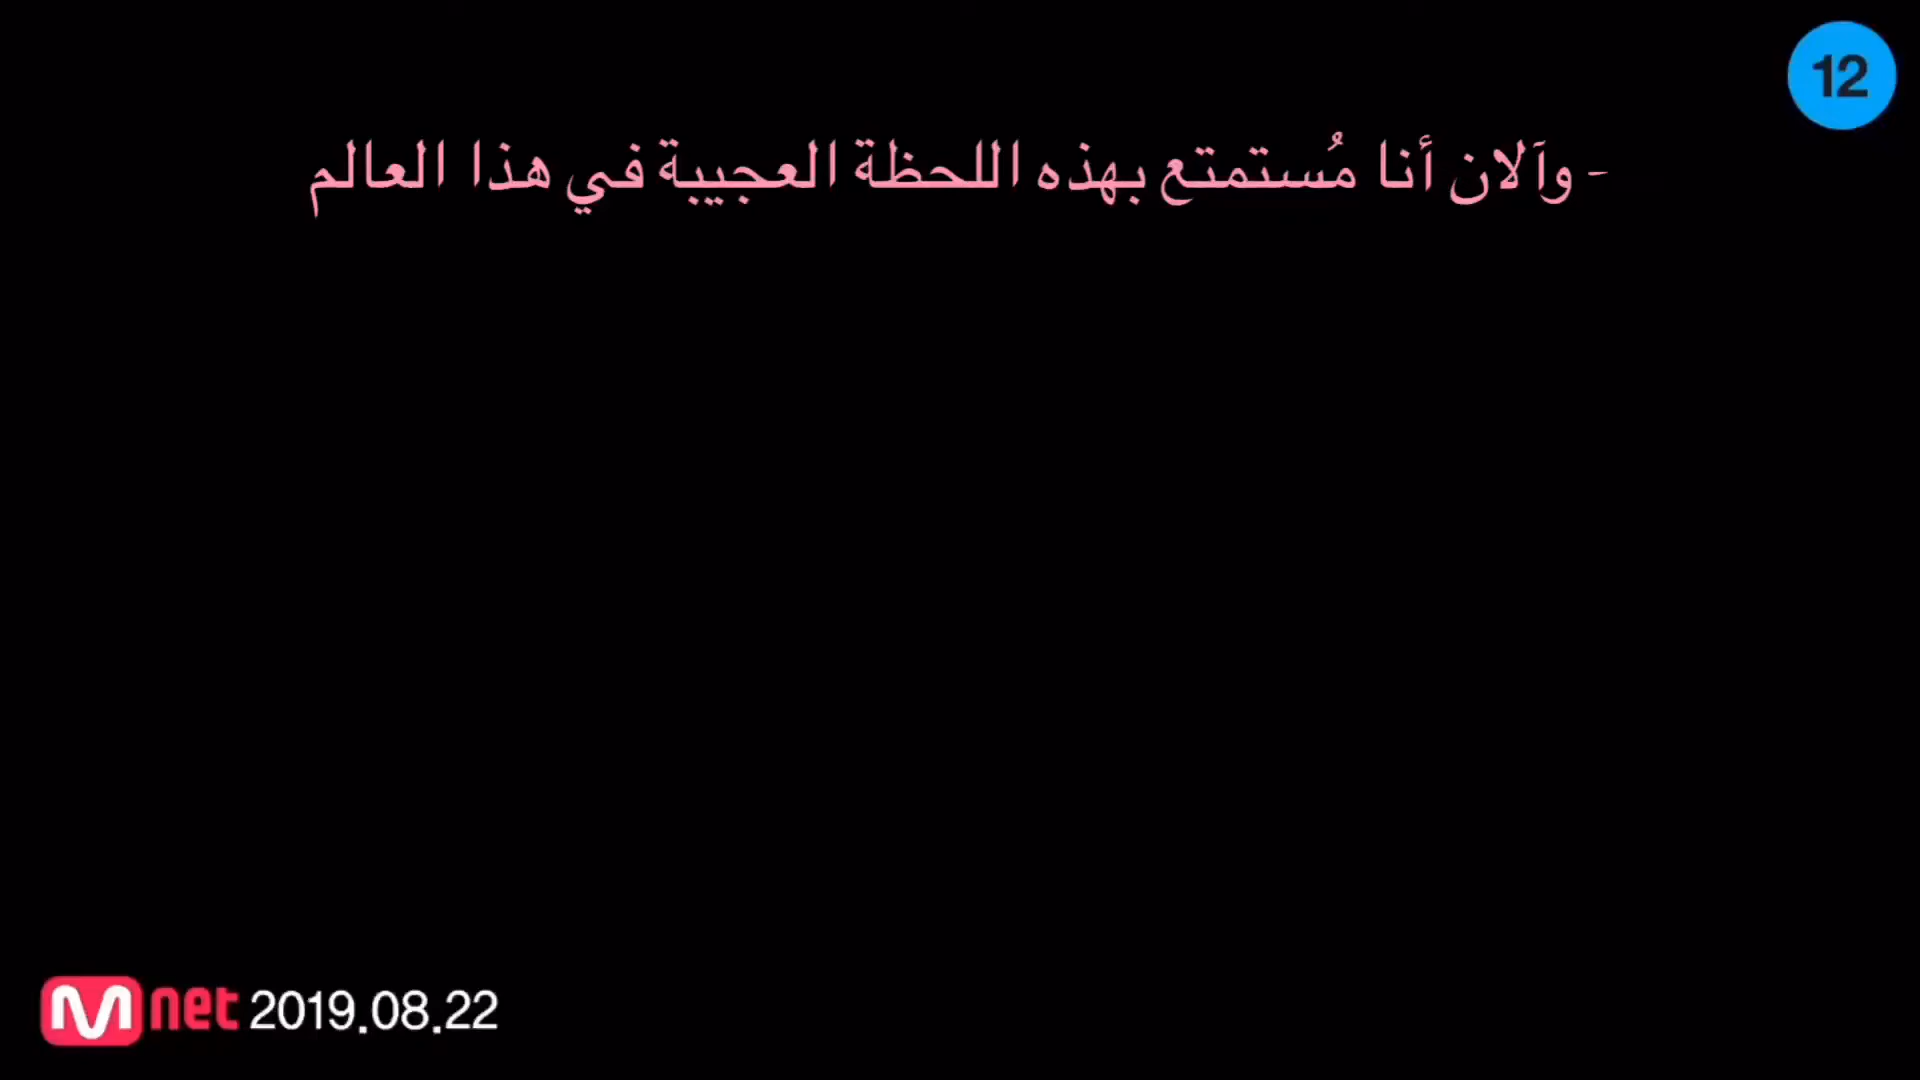 12
- وآلان أنا مُستمتع بهذه اللحظة العجيبة في هذا العالم
Mnet 2019.08.22